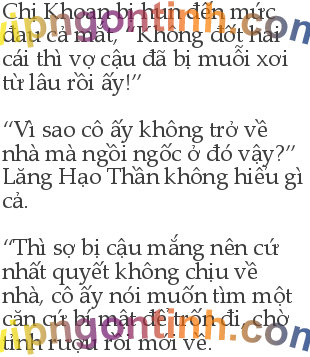 Chi Khoan bị hun đến mức
đau cả mắt, “Không đốt hai
cái thì vợ cậu đã bị muỗi xơi
từ lâu rồi ấy!”
“Vì sao cô ấy không trở về
nhà mà ngồi ngốc ở đó vậy?”
Lăng Hạo Thần không hiểu gì
cả.
“Thì sợ bị cậu mắng nên cứ
nhất quyết không chịu về
nhà, cô ấy nói muốn tìm một
căn cứ bí mật để trốn đi, chờ
tỉnh rượu rồi mới về.
vipngontinh.com
vipngontinh.com